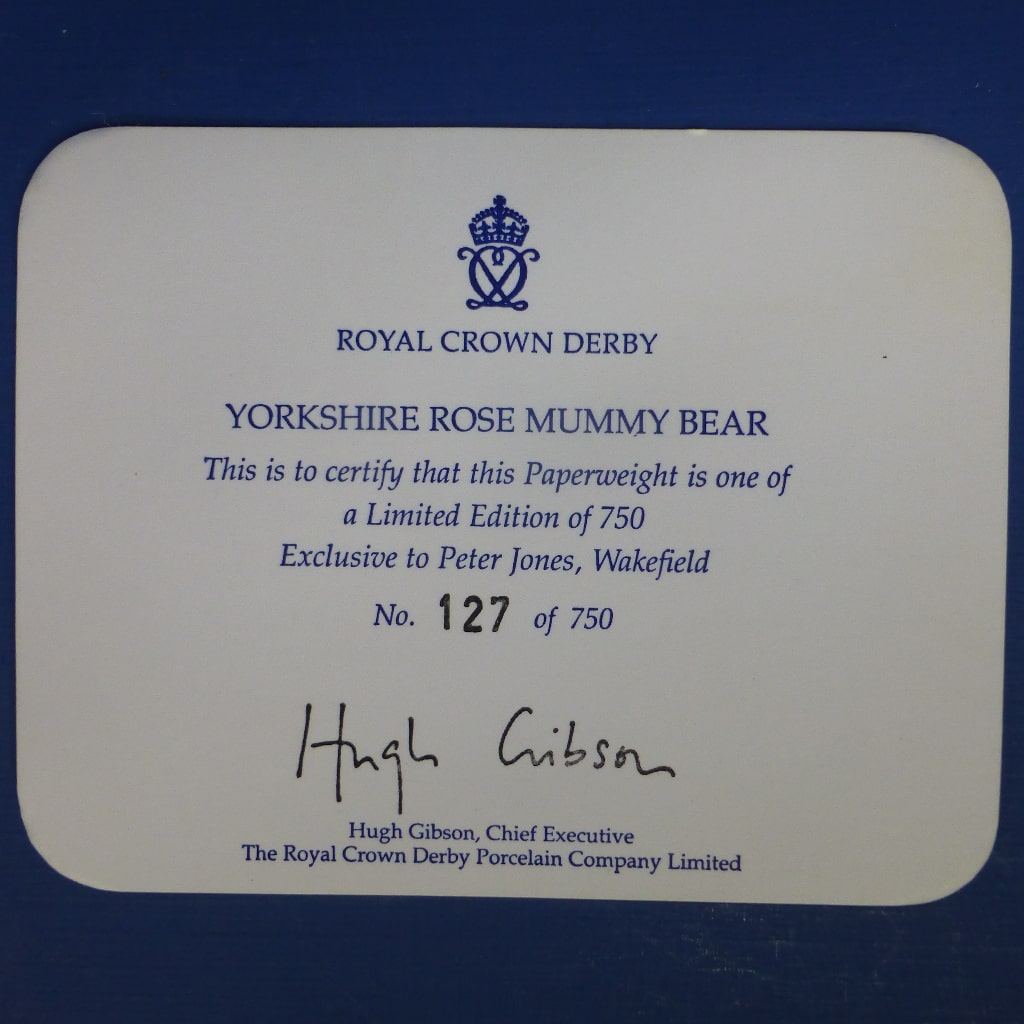 ROYAL CROWN DERBY
YORKSHIRE ROSE MUMMY BEAR
This is to certify that this Paperweight is one of
a Limited Edition of 750
Exclusive to Peter Jones, Wakefield
No. 127 of 750
Hugh Gibson
Hugh Gibson, Chief Executive
The Royal Crown Derby Porcelain Company Limited